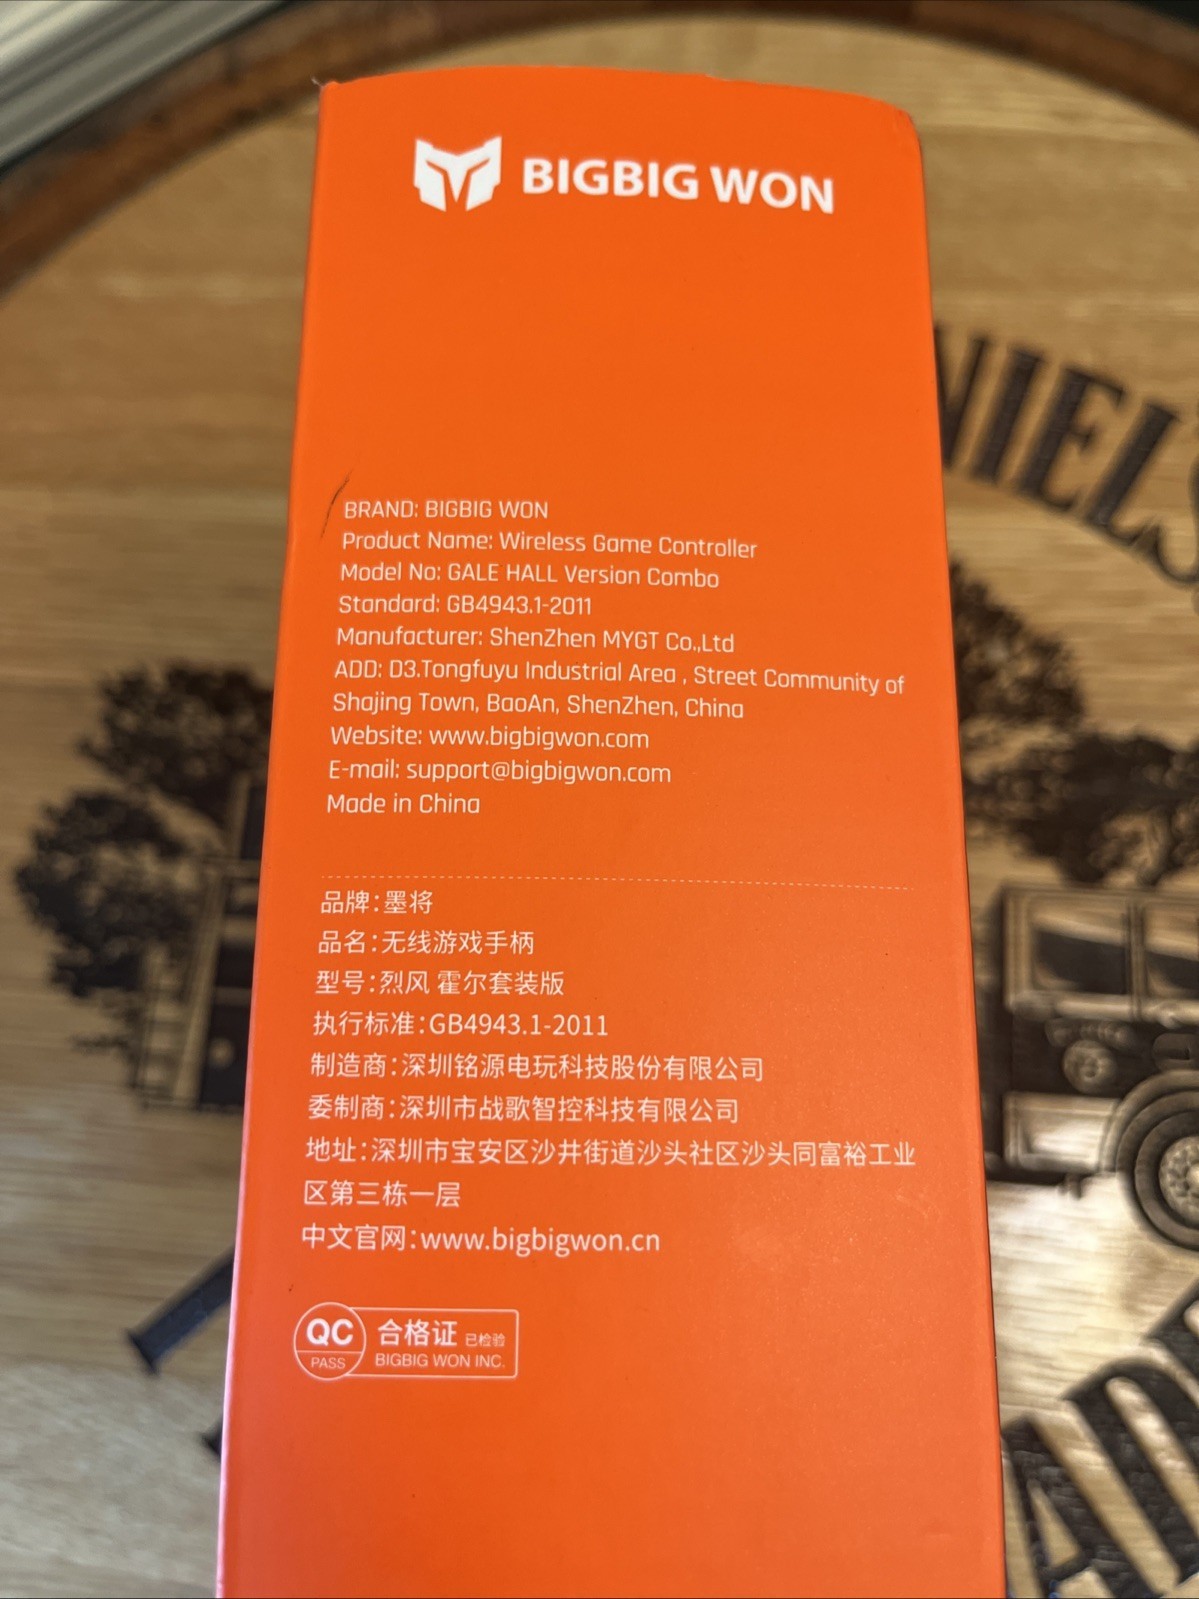 BIGBIG WON
BRAND: BIGBIG WON
Product Name: Wireless Game Controller
Model No: GALE HALL Version Combo
Standard: GB4943.1-2011
Manufacturer: ShenZhen MYGT Co.,Ltd
ADD: D3.Tongfuyu Industrial Area , Street Community of
Shajing Town, BaoAn, ShenZhen, China
Website: www.bigbigwon.com
E-mail: support@bigbigwon.com
Made in China
品牌:墨将
品名:无线游戏手柄
型号:烈风 霍尔套装版
执行标准:GB4943.1-2011
制造商:深圳铭源电玩科技股份有限公司
委制商:深圳市战歌智控科技有限公司
地址:深圳市宝安区沙井街道沙头社区沙头同富裕工业
区第三栋一层
中文官网:www.bigbigwon.cn
QC
PASS
合格证 已检验
BIGBIG WON INC.
NIEL'S